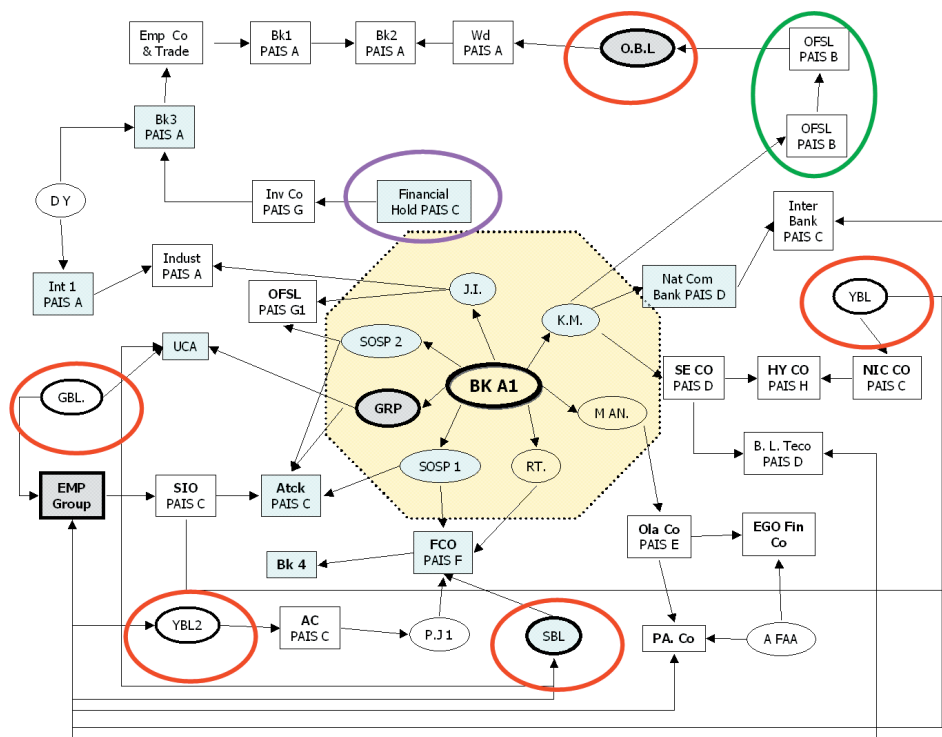 Emp Co
& Trade
Bk1
PAIS A
Bk2
PAIS A
Wd
PAIS A
O.B.L
OFSL
PAIS B
Bk3
PAIS A
OFSL
PAIS B
D Y
Inv Co
PAIS G
Financial
Hold PAIS C
Inter
Bank
PAIS C
Indust
PAIS A
Int 1
PAIS A
OFSL
PAIS G1
J.I.
K.M.
Nat Com
Bank PAIS D
YBL
UCA
SOSP 2
BK A1
SE CO
PAIS D
HY CO
PAIS H
NIC CO
PAIS C
GBL.
GRP
M AN.
B. L. Teco
PAIS D
SOSP 1
RT.
EMP
Group
SIO
PAIS C
Atck
PAIS C
Ola Co
PAIS E
EGO Fin
Co
Bk 4
FCO
PAIS F
YBL2
AC
PAIS C
P.J 1
SBL
PA. Co
A FAA